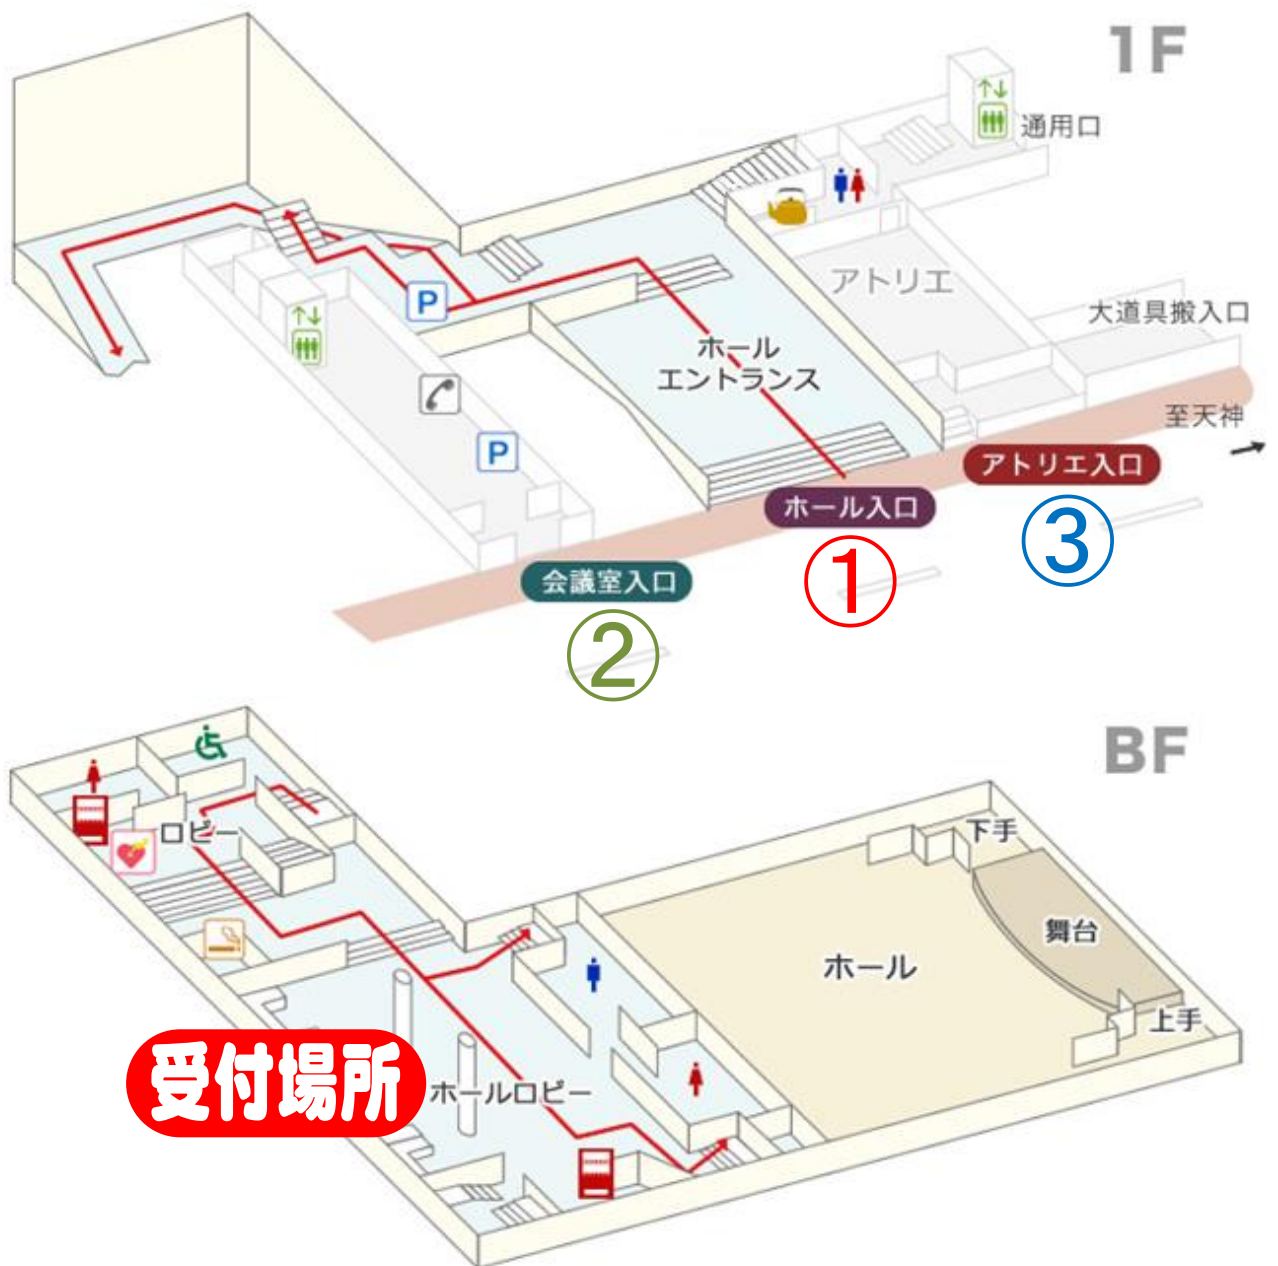 1F
通用口
アトリエ
大道具搬入口
P
ホール
エントランス
至天神
P
アトリエ入口
ホール入口
③
①
会議室入口
②
BF
ロビー
下手
舞台
ホール
上手
受付場所
ホールロビー